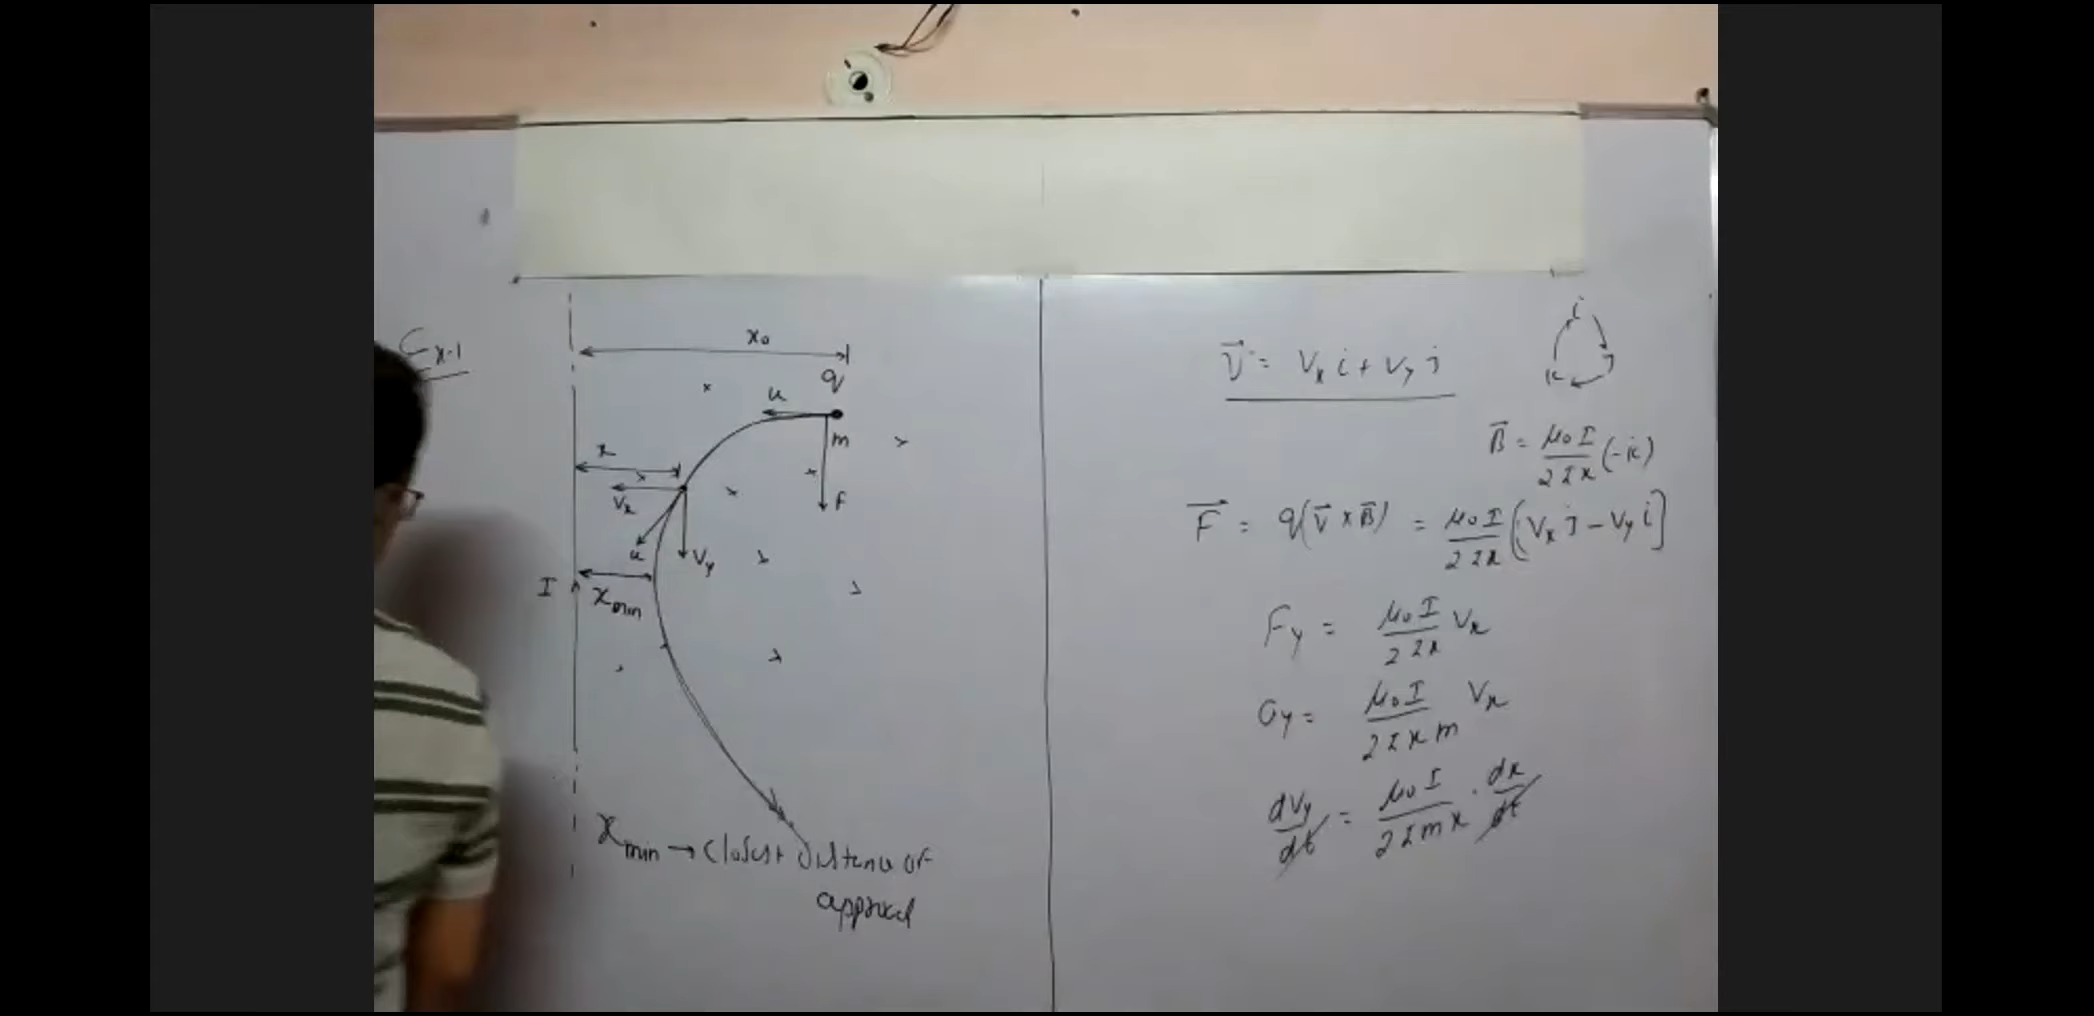 Ex-1
x₀
q
u
m
x
F
Vₓ
u
Vy
I
xmin
xmin → Closest distance of
approach
V⃗ = Vₓ i + Vy j
i
k j
B⃗ = μ₀I/2πx (-k)
F⃗ = q(V⃗ × B⃗) = μ₀I/2πx [Vₓ j - Vy i]
Fy = μ₀I/2πx Vₓ
ay = μ₀I/2πxm Vₓ
dVy/dt = μ₀I/2πmx · dx/dt